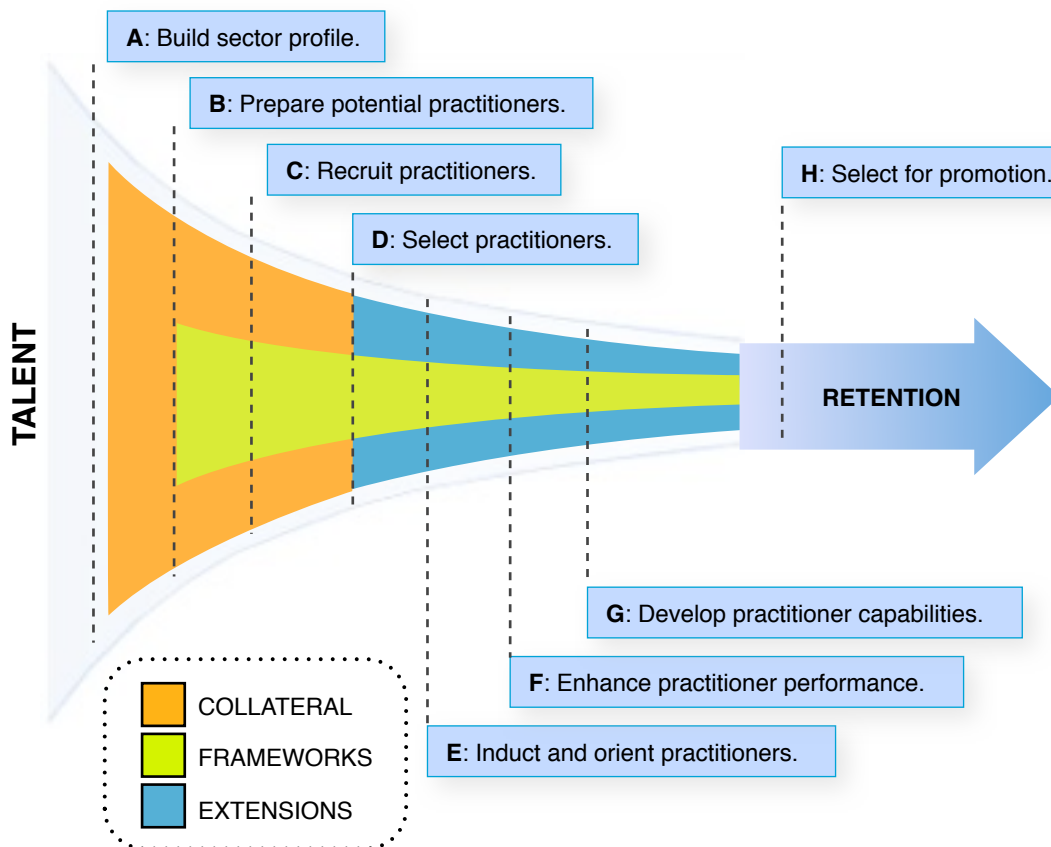 A: Build sector profile.
B: Prepare potential practitioners.
C: Recruit practitioners.
H: Select for promotion.
D: Select practitioners.
TALENT
RETENTION
G: Develop practitioner capabilities.
F: Enhance practitioner performance.
E: Induct and orient practitioners.
COLLATERAL
FRAMEWORKS
EXTENSIONS